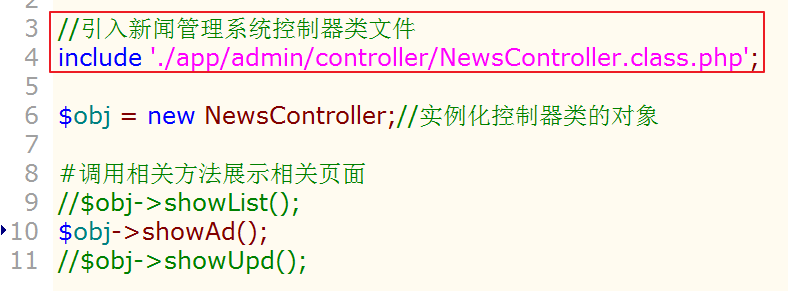 3 //引入新闻管理系统控制器类文件
4 include './app/admin/controller/NewsController.class.php';
5
6 $obj = new NewsController;//实例化控制器类的对象
7
8 #调用相关方法展示相关页面
9 //$obj->showList();
10 $obj->showAd();
11 //$obj->showUpd();